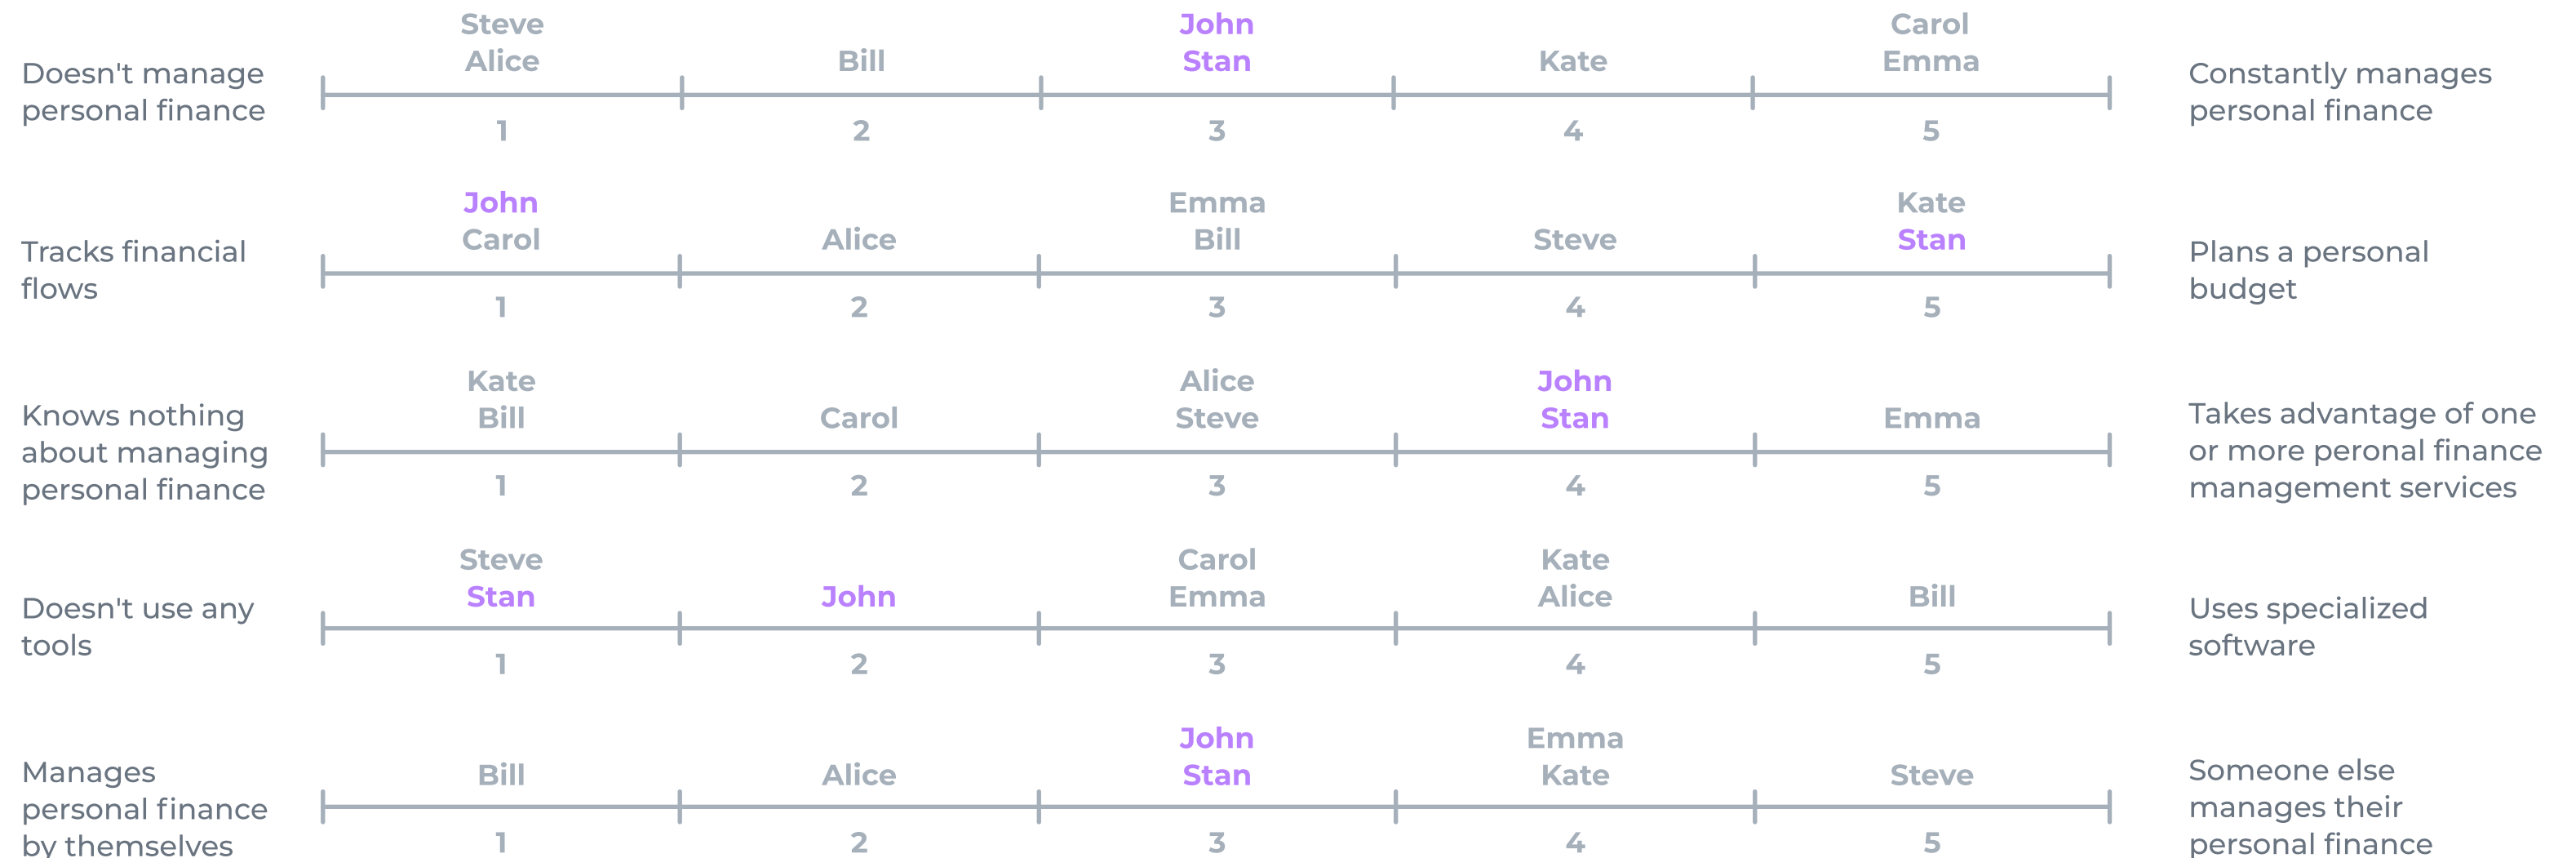 Steve
John
Carol
Alice
Bill
Stan
Kate
Emma
Doesn't manage
personal finance
Constantly manages
personal finance
1 2 3 4 5
John
Emma
Kate
Carol
Alice
Bill
Steve
Stan
Tracks financial
flows
Plans a personal
budget
1 2 3 4 5
Kate
Alice
John
Bill
Carol
Steve
Stan
Emma
Knows nothing
about managing
personal finance
Takes advantage of one
or more peronal finance
management services
1 2 3 4 5
Steve
Carol
Kate
Stan
John
Emma
Alice
Bill
Doesn't use any
tools
Uses specialized
software
1 2 3 4 5
John
Emma
Bill
Alice
Stan
Kate
Steve
Manages
personal finance
by themselves
Someone else
manages their
personal finance
1 2 3 4 5